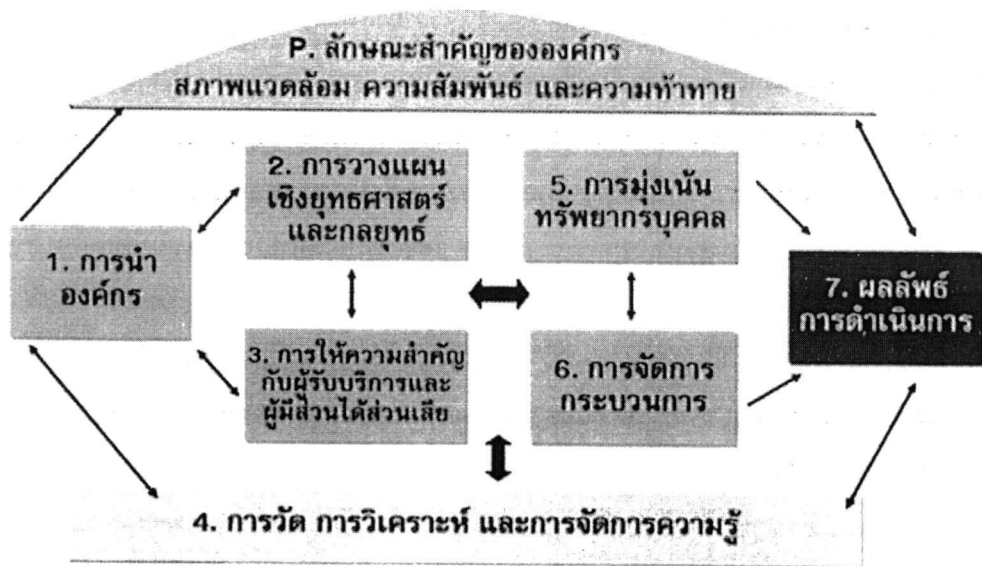 P. ลักษณะสำคัญขององค์กร
สภาพแวดล้อม ความสัมพันธ์ และความท้าทาย
1. การนำ
องค์กร
2. การวางแผน
เชิงยุทธศาสตร์
และกลยุทธ์
3. การให้ความสำคัญ
กับผู้รับบริการและ
ผู้มีส่วนได้ส่วนเสีย
5. การมุ่งเน้น
ทรัพยากรบุคคล
6. การจัดการ
กระบวนการ
7. ผลลัพธ์
การดำเนินการ
4. การวัด การวิเคราะห์ และการจัดการความรู้